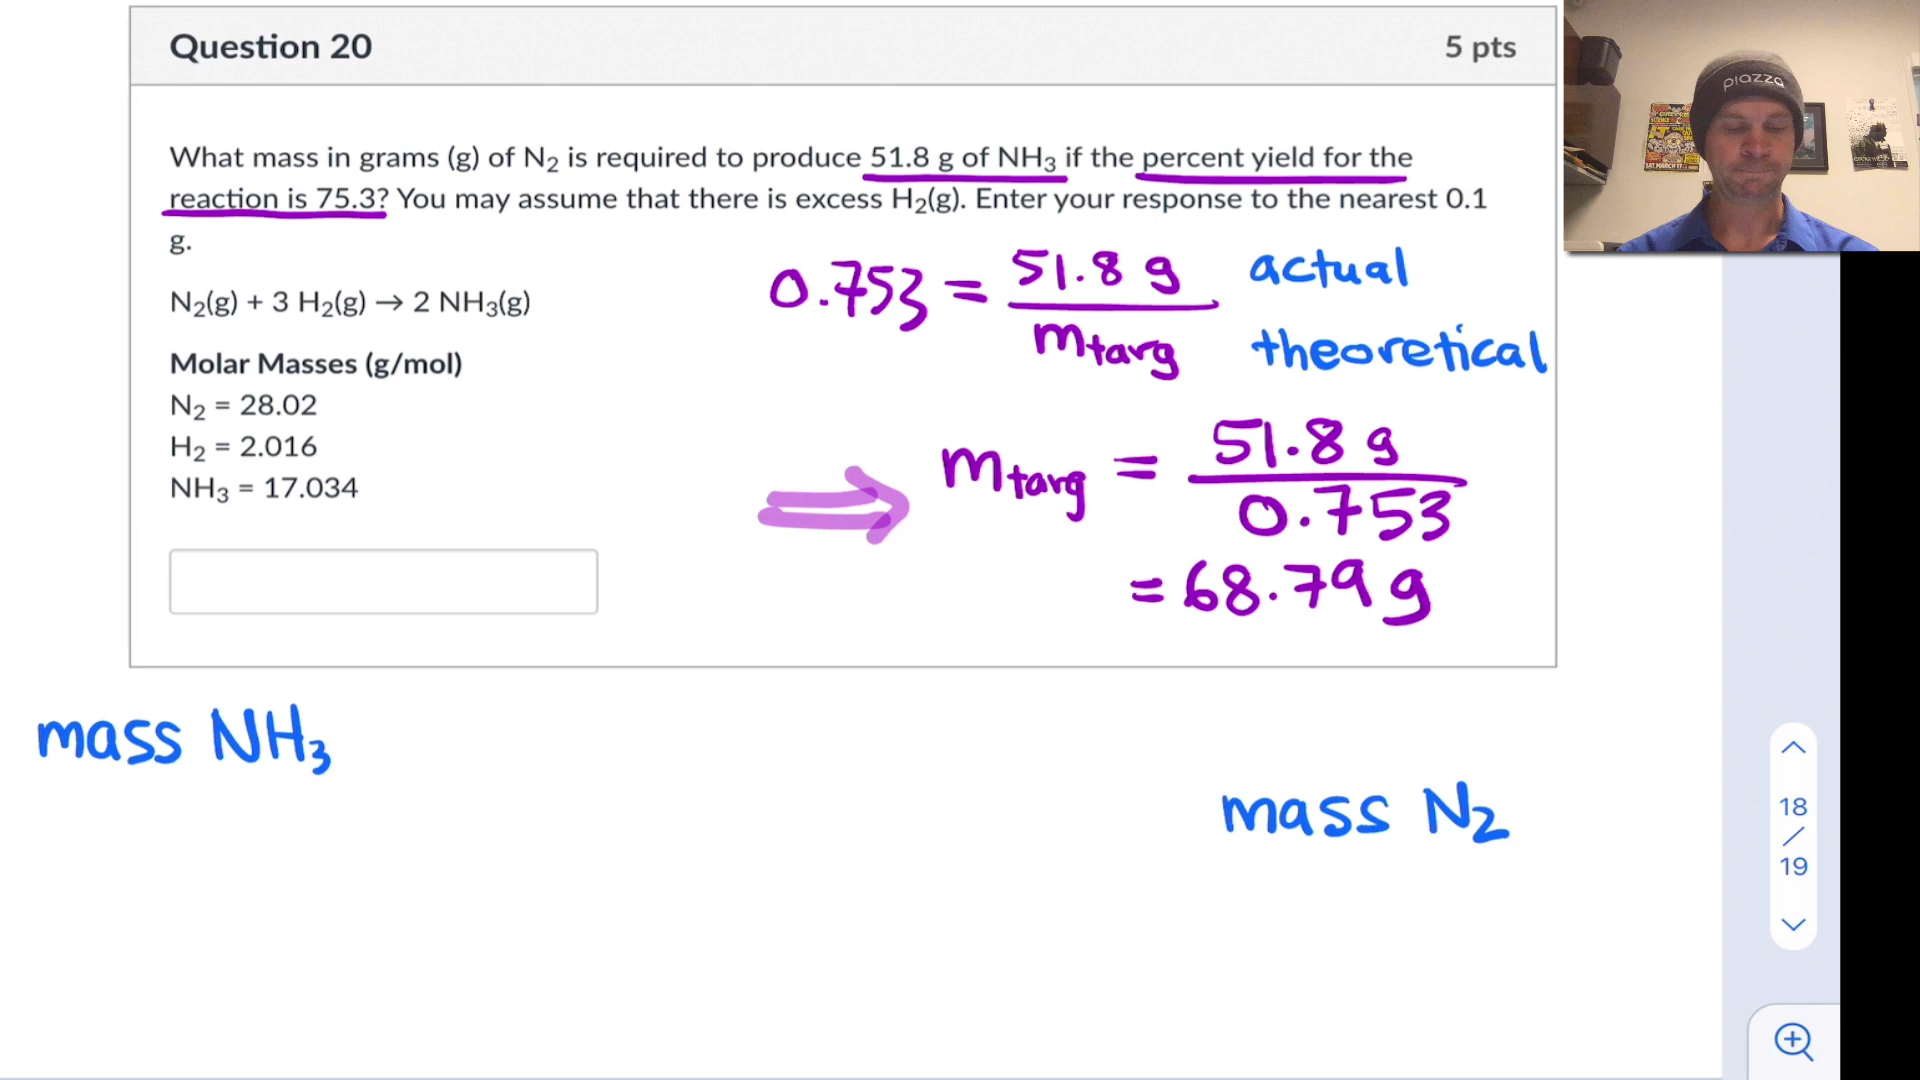 Question 20
5 pts
piazza
What mass in grams (g) of N₂ is required to produce 51.8 g of NH₃ if the percent yield for the
reaction is 75.3? You may assume that there is excess H₂(g). Enter your response to the nearest 0.1
g.
0.753 = 51.8 g / m targ
actual
theoretical
N₂(g) + 3 H₂(g) → 2 NH₃(g)
Molar Masses (g/mol)
N₂ = 28.02
H₂ = 2.016
NH₃ = 17.034
⇒ m targ = 51.8 g / 0.753
= 68.79 g
mass NH₃
mass N₂
18
/
19